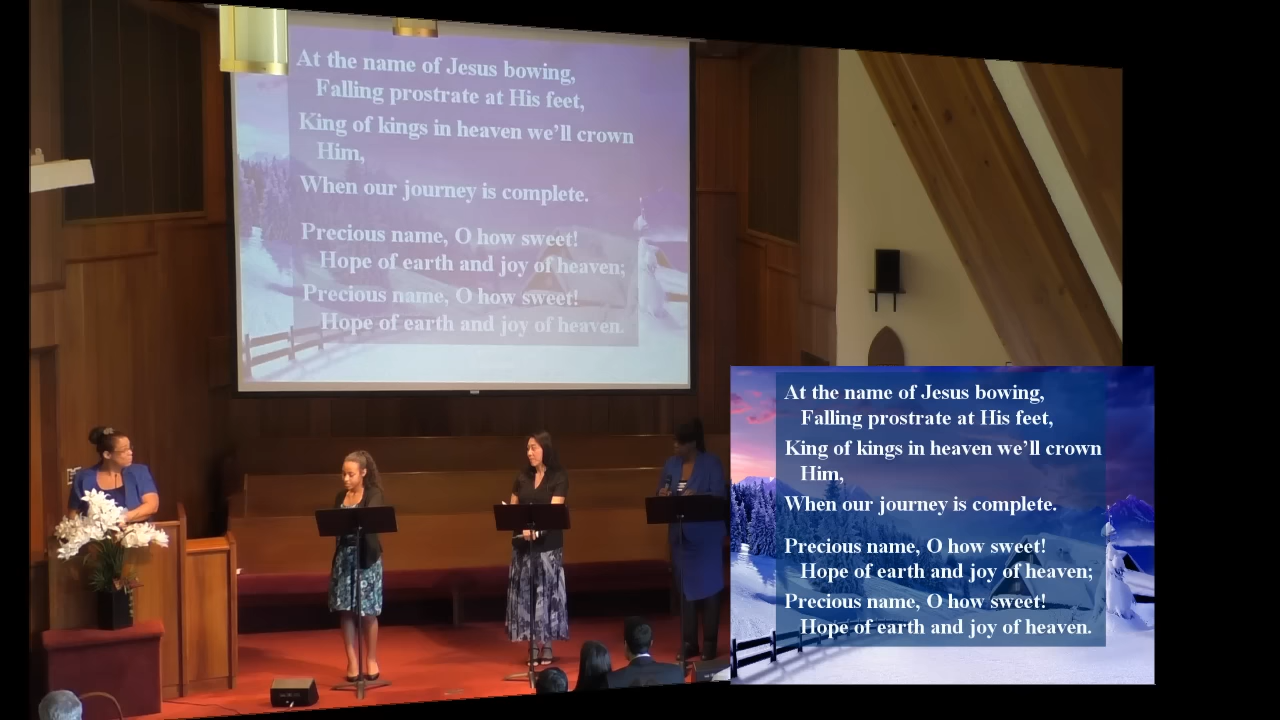 At the name of Jesus bowing,
Falling prostrate at His feet,
King of kings in heaven we'll crown
Him,
When our journey is complete.
Precious name, O how sweet!
Hope of earth and joy of heaven;
Precious name, O how sweet!
Hope of earth and joy of heaven.
At the name of Jesus bowing,
Falling prostrate at His feet,
King of kings in heaven we'll crown
Him,
When our journey is complete.
Precious name, O how sweet!
Hope of earth and joy of heaven;
Precious name, O how sweet!
Hope of earth and joy of heaven.